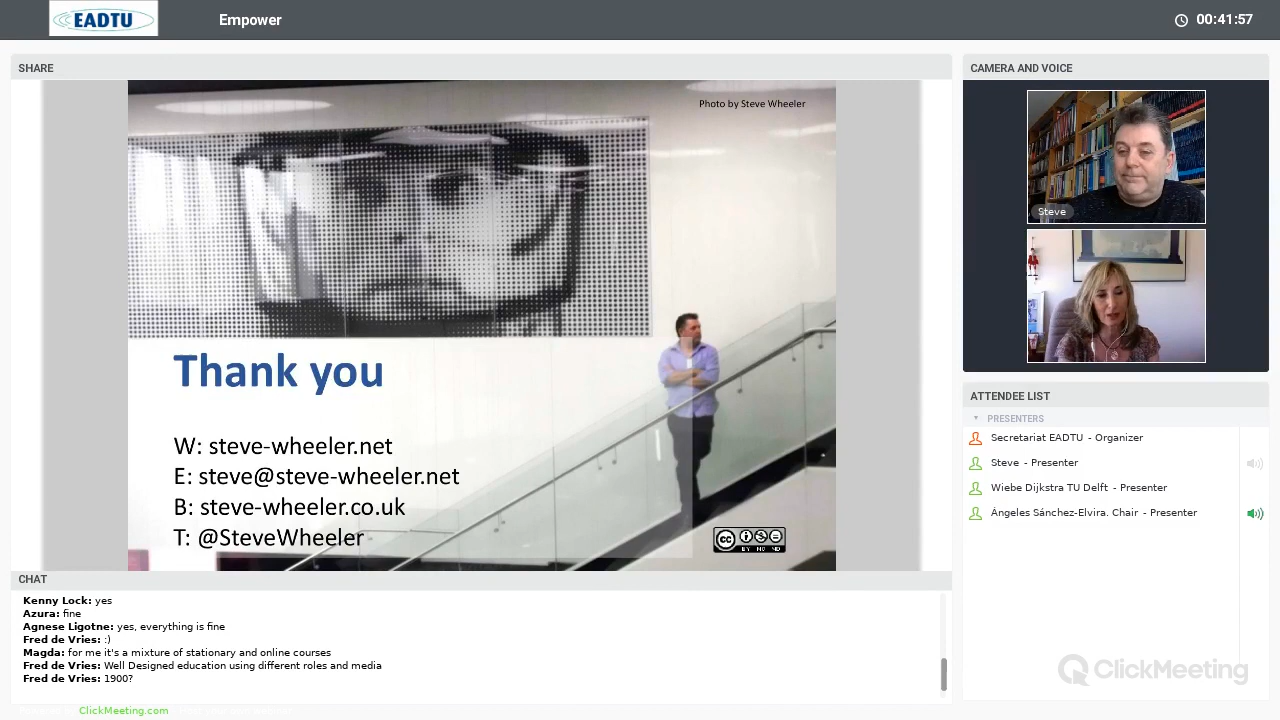 EADTU
Empower
00:41:57
SHARE
CAMERA AND VOICE
Photo by Steve Wheeler
Steve
Thank you
W: steve-wheeler.net
E: steve@steve-wheeler.net
B: steve-wheeler.co.uk
T: @SteveWheeler
CC BY NC ND
ATTENDEE LIST
PRESENTERS
Secretariat EADTU - Organizer
Steve - Presenter
Wiebe Dijkstra TU Delft - Presenter
Ángeles Sánchez-Elvira. Chair - Presenter
CHAT
Kenny Lock: yes
Azura: fine
Agnese Ligotne: yes, everything is fine
Fred de Vries: :)
Magda: for me it's a mixture of stationary and online courses
Fred de Vries: Well Designed education using different roles and media
Fred de Vries: 1900?
ClickMeeting
ClickMeeting.com